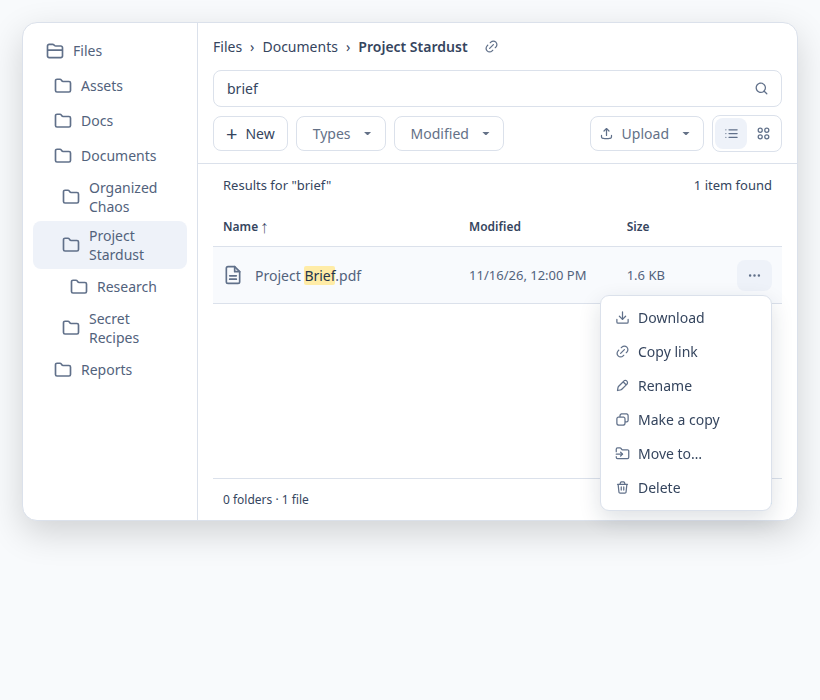 Files
Assets
Docs
Documents
Organized
Chaos
Project
Stardust
Research
Secret
Recipes
Reports
Files › Documents › Project Stardust
brief
+ New Types Modified Upload
Results for "brief" 1 item found
Name ↑ Modified Size
Project Brief.pdf 11/16/26, 12:00 PM 1.6 KB ···
Download
Copy link
Rename
Make a copy
Move to...
Delete
0 folders · 1 file